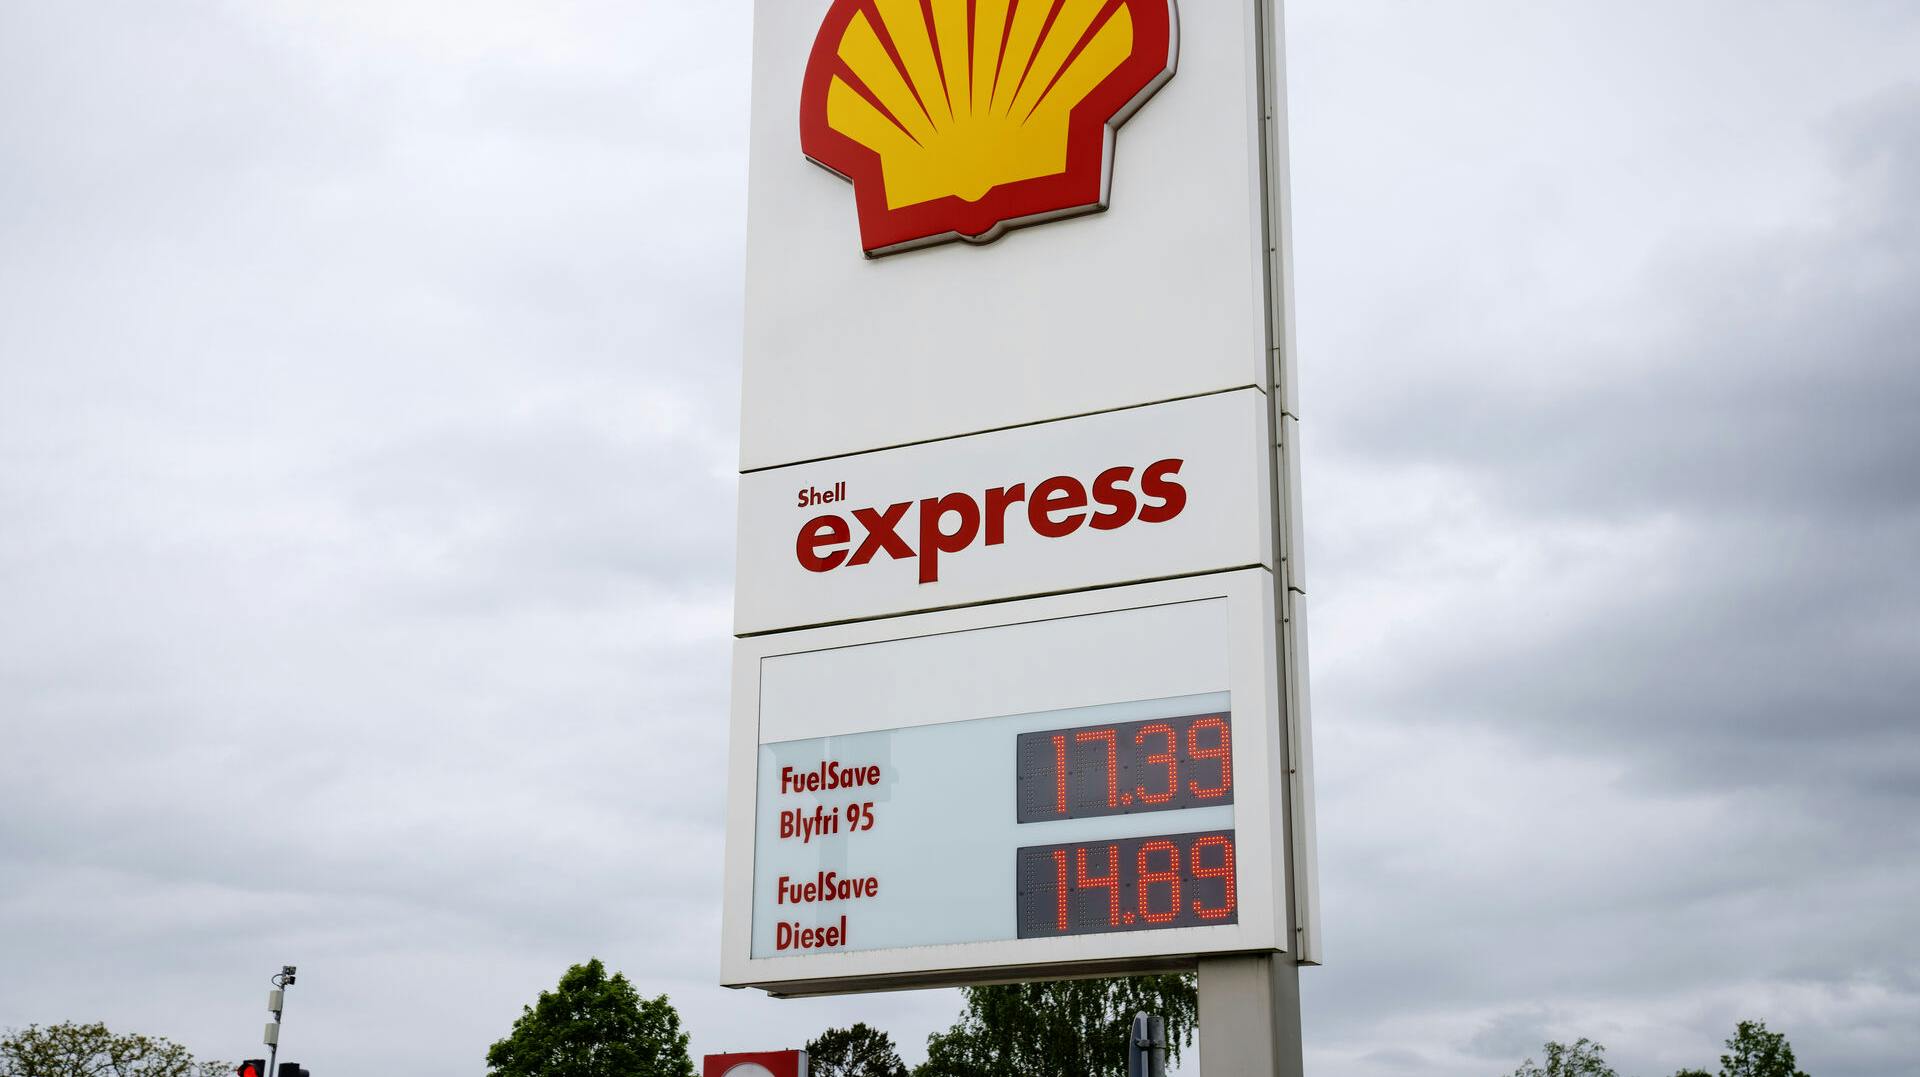 Shell
express
FuelSave
Blyfri 95
17.39
FuelSave
Diesel
14.89